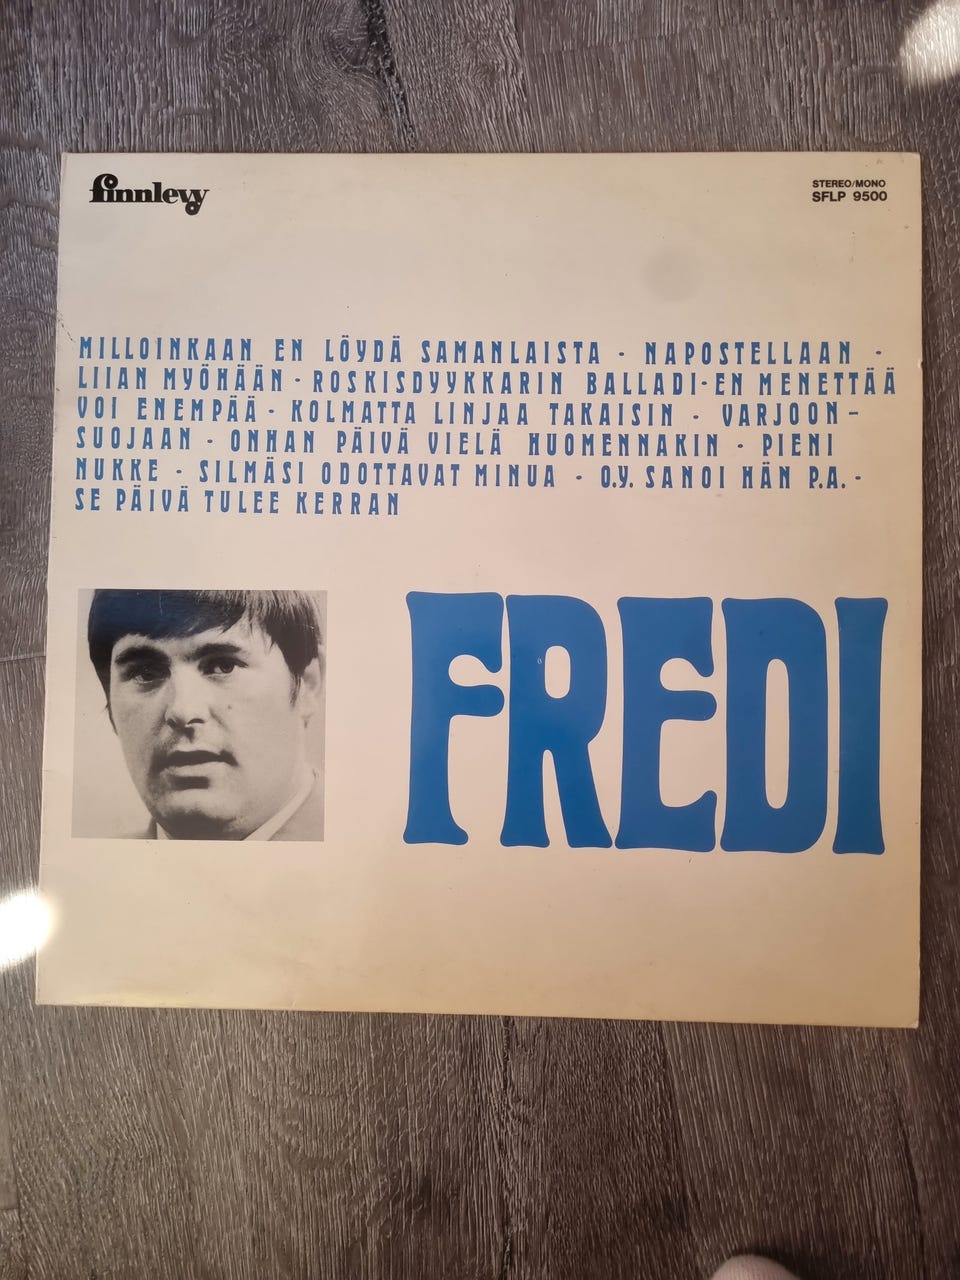 finnlevy
STEREO/MONO
SFLP 9500
MILLOINKAAN EN LÖYDÄ SAMANLAISTA · NAPOSTELLAAN ·
LIIAN MYÖHÄÄN · ROSKISDYYKKARIN BALLADI · EN MENETTÄÄ
VOI ENEMPÄÄ · KOLMATTA LINJAA TAKAISIN · VARJOON –
SUOJAAN · ONHAN PÄIVÄ VIELÄ HUOMENNAKIN · PIENI
NUKKE · SILMÄSI ODOTTAVAT MINUA · O.Y. SANOI HÄN P.A. ·
SE PÄIVÄ TULEE KERRAN
FREDI